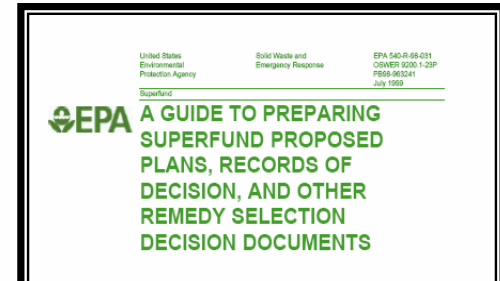 United States
Environmental
Protection Agency
Solid Waste and
Emergency Response
EPA 540-R-98-031
OSWER 9200.1-23P
PB98-963241
July 1999
Superfund
EPA
A GUIDE TO PREPARING
SUPERFUND PROPOSED
PLANS, RECORDS OF
DECISION, AND OTHER
REMEDY SELECTION
DECISION DOCUMENTS